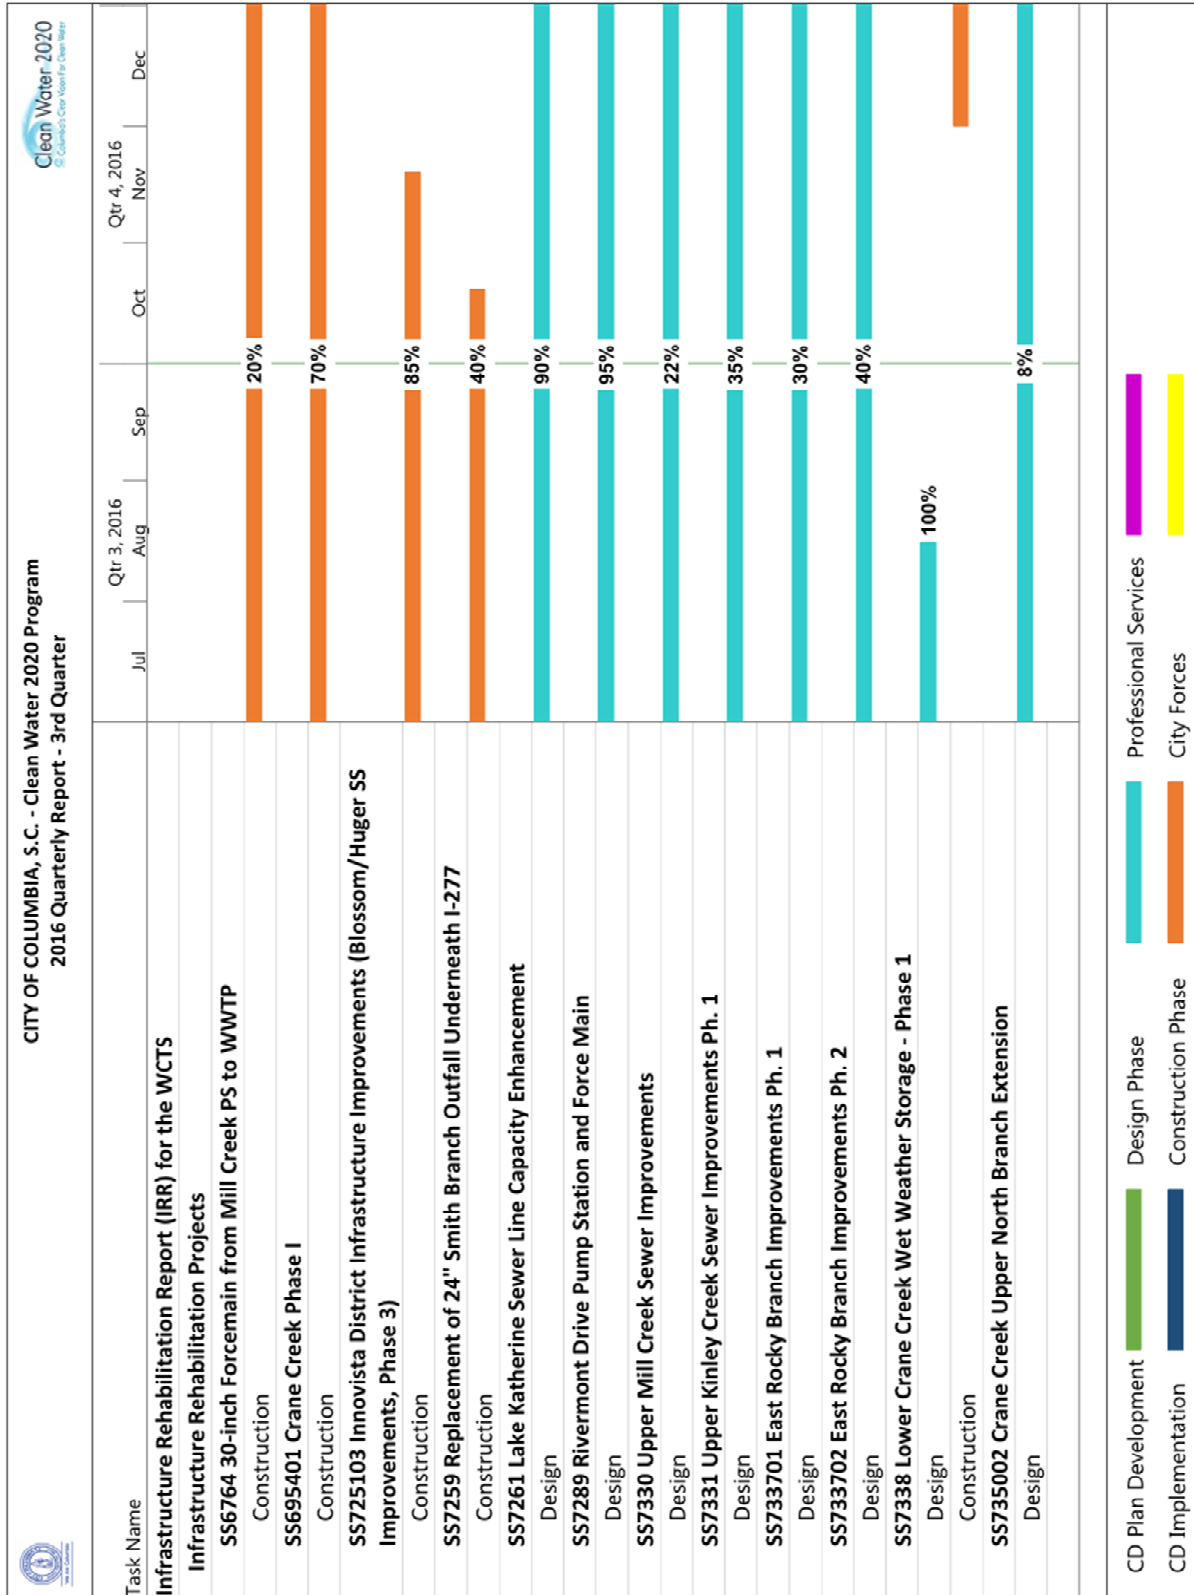 CITY OF COLUMBIA, S.C. - Clean Water 2020 Program
2016 Quarterly Report - 3rd Quarter
Clean Water 2020
Columbia's Clear Vision For Clean Water
Task Name
Qtr 3, 2016
Qtr 4, 2016
Jul
Aug
Sep
Oct
Nov
Dec
Infrastructure Rehabilitation Report (IRR) for the WCTS
Infrastructure Rehabilitation Projects
SS6764 30-inch Forcemain from Mill Creek PS to WWTP
Construction
20%
SS695401 Crane Creek Phase I
Construction
70%
SS725103 Innovista District Infrastructure Improvements (Blossom/Huger SS
Improvements, Phase 3)
Construction
85%
SS7259 Replacement of 24" Smith Branch Outfall Underneath I-277
Construction
40%
SS7261 Lake Katherine Sewer Line Capacity Enhancement
Design
90%
SS7289 Rivermont Drive Pump Station and Force Main
Design
95%
SS7330 Upper Mill Creek Sewer Improvements
Design
22%
SS7331 Upper Kinley Creek Sewer Improvements Ph. 1
Design
35%
SS733701 East Rocky Branch Improvements Ph. 1
Design
30%
SS733702 East Rocky Branch Improvements Ph. 2
Design
40%
SS7338 Lower Crane Creek Wet Weather Storage - Phase 1
Design
100%
Construction
SS735002 Crane Creek Upper North Branch Extension
Design
8%
CD Plan Development
Design Phase
Professional Services
CD Implementation
Construction Phase
City Forces